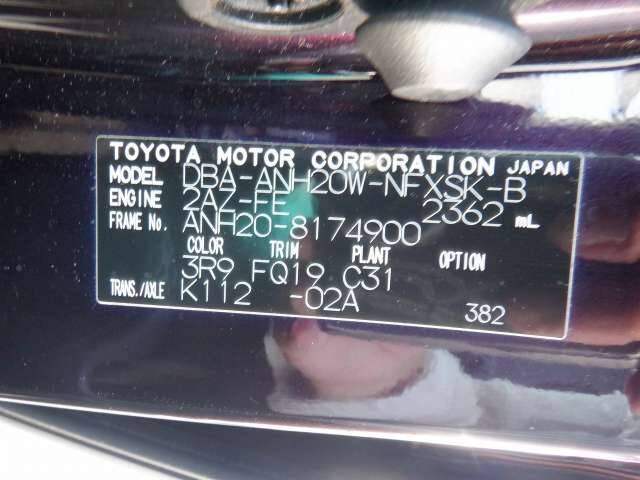 TOYOTA MOTOR CORPORATION JAPAN
MODEL DBA-ANH20W-NFXSK-B
ENGINE 2AZ-FE 2362 mL
FRAME No. ANH20-8174900
COLOR TRIM PLANT OPTION
3R9 FQ19 C31
TRANS./AXLE K112 -02A
382